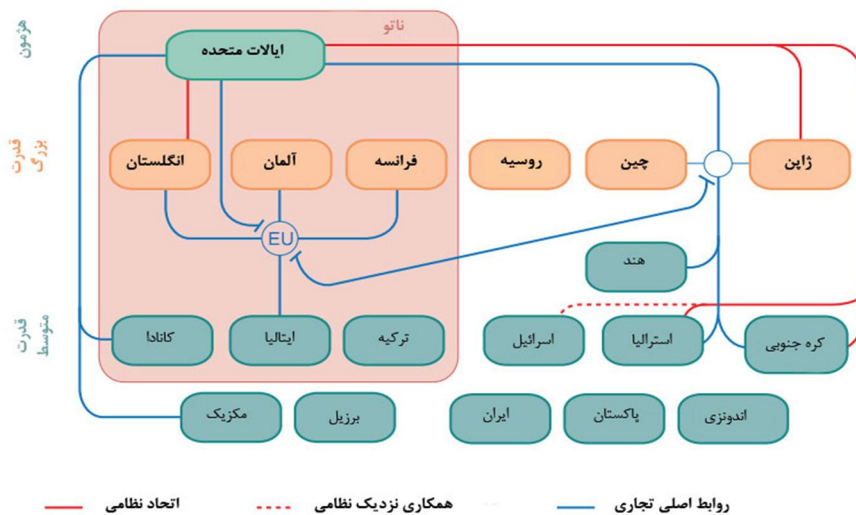 ناتو
هژمون
ایالات متحده
قدرت
بزرگ
ژاپن
چین
روسیه
فرانسه
آلمان
انگلستان
EU
هند
قدرت
متوسط
کره جنوبی
استرالیا
اسرائیل
ترکیه
ایتالیا
کانادا
اندونزی
پاکستان
ایران
برزیل
مکزیک
روابط اصلی تجاری
همکاری نزدیک نظامی
اتحاد نظامی